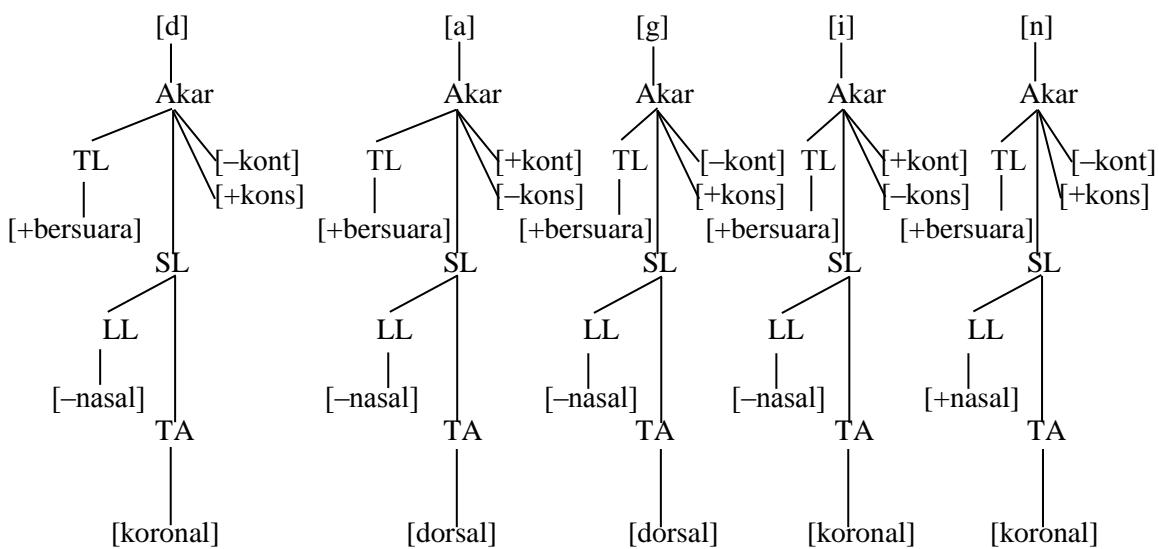 [d] [a] [g] [i] [n]
Akar Akar Akar Akar Akar
TL [–kont] TL [+kont] TL [–kont] TL [+kont] TL [–kont]
[+kons] [–kons] [+kons] [–kons] [+kons]
[+bersuara] [+bersuara] [+bersuara] [+bersuara] [+bersuara]
SL SL SL SL SL
LL LL LL LL LL
[–nasal] [–nasal] [–nasal] [–nasal] [+nasal]
TA TA TA TA TA
[koronal] [dorsal] [dorsal] [koronal] [koronal]